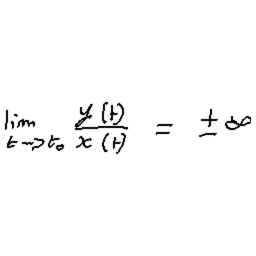 lim_{t→t₀} y(t)/x(t) = ±∞